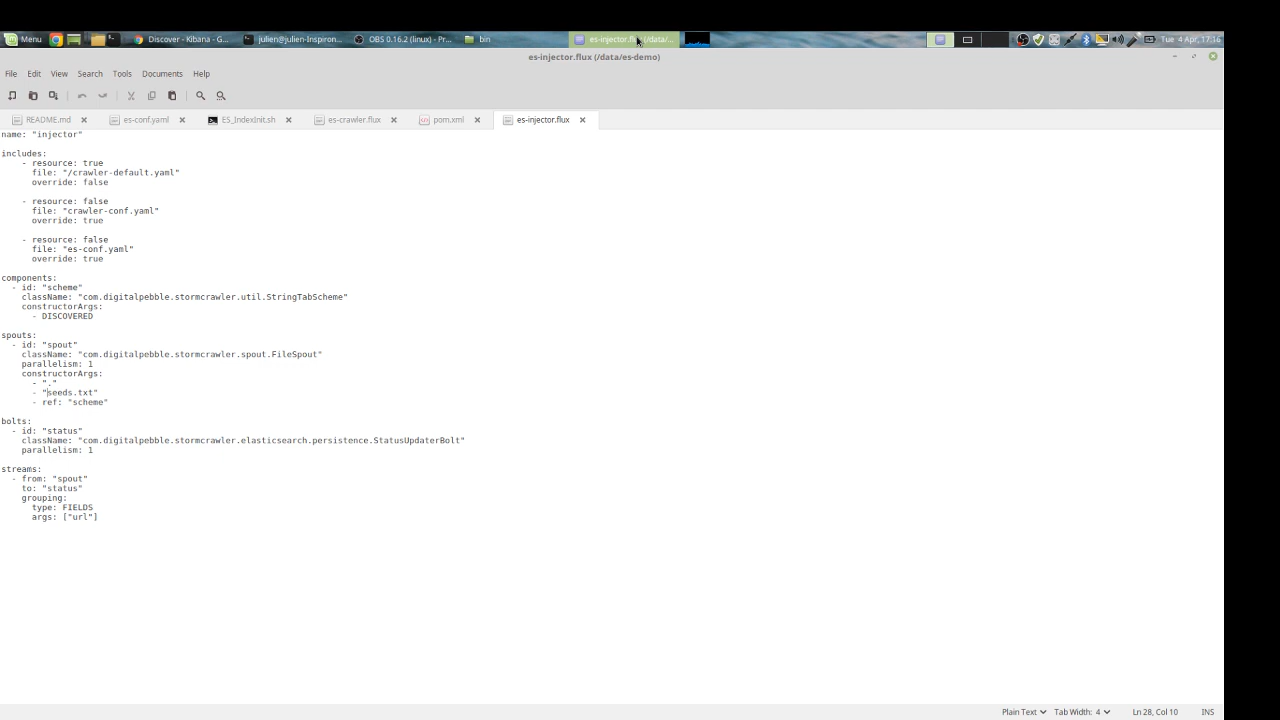 Menu
Discover - Kibana - G...
julien@julien-Inspiron...
OBS 0.16.2 (linux) - Pr...
bin
es-injector.flux (/data/...
Tue 4 Apr, 17:16
es-injector.flux (/data/es-demo)
File Edit View Search Tools Documents Help
README.md
es-conf.yaml
ES_IndexInit.sh
es-crawler.flux
pom.xml
es-injector.flux
name: "injector"
includes:
- resource: true
file: "/crawler-default.yaml"
override: false
- resource: false
file: "crawler-conf.yaml"
override: true
- resource: false
file: "es-conf.yaml"
override: true
components:
- id: "scheme"
className: "com.digitalpebble.stormcrawler.util.StringTabScheme"
constructorArgs:
- DISCOVERED
spouts:
- id: "spout"
className: "com.digitalpebble.stormcrawler.spout.FileSpout"
parallelism: 1
constructorArgs:
- "."
- "seeds.txt"
- ref: "scheme"
bolts:
- id: "status"
className: "com.digitalpebble.stormcrawler.elasticsearch.persistence.StatusUpdaterBolt"
parallelism: 1
streams:
- from: "spout"
to: "status"
grouping:
type: FIELDS
args: ["url"]
Plain Text
Tab Width: 4
Ln 28, Col 10
INS